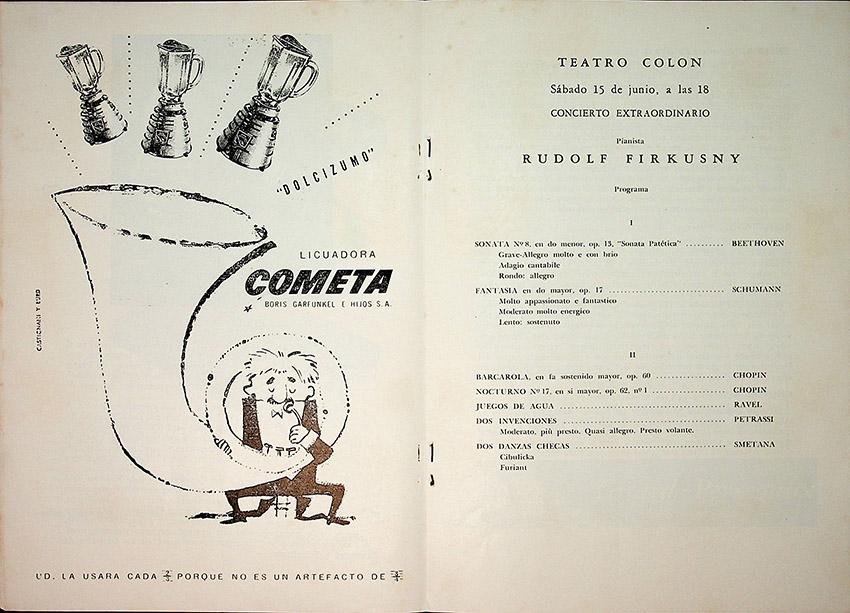 "DOLCIZUMO"
LICUADORA
COMETA
BORIS GARFUNKEL E HIJOS S.A.
CASTIGNANI Y EURO
UD. LA USARA CADA 2/4 PORQUE NO ES UN ARTEFACTO DE 3/4
TEATRO COLON
Sábado 15 de junio, a las 18
CONCIERTO EXTRAORDINARIO
Pianista
RUDOLF FIRKUSNY
Programa
I
SONATA Nº 8, en do menor, op. 13, "Sonata Patética" .......... BEETHOVEN
Grave-Allegro molto e con brio
Adagio cantabile
Rondo: allegro
FANTASIA en do mayor, op. 17 .......... SCHUMANN
Molto appassionato e fantastico
Moderato molto energico
Lento: sostenuto
II
BARCAROLA, en fa sostenido mayor, op. 60 .......... CHOPIN
NOCTURNO Nº 17, en si mayor, op. 62, nº 1 .......... CHOPIN
JUEGOS DE AGUA .......... RAVEL
DOS INVENCIONES .......... PETRASSI
Moderato, più presto. Quasi allegro. Presto volante.
DOS DANZAS CHECAS .......... SMETANA
Cibulicka
Furiant